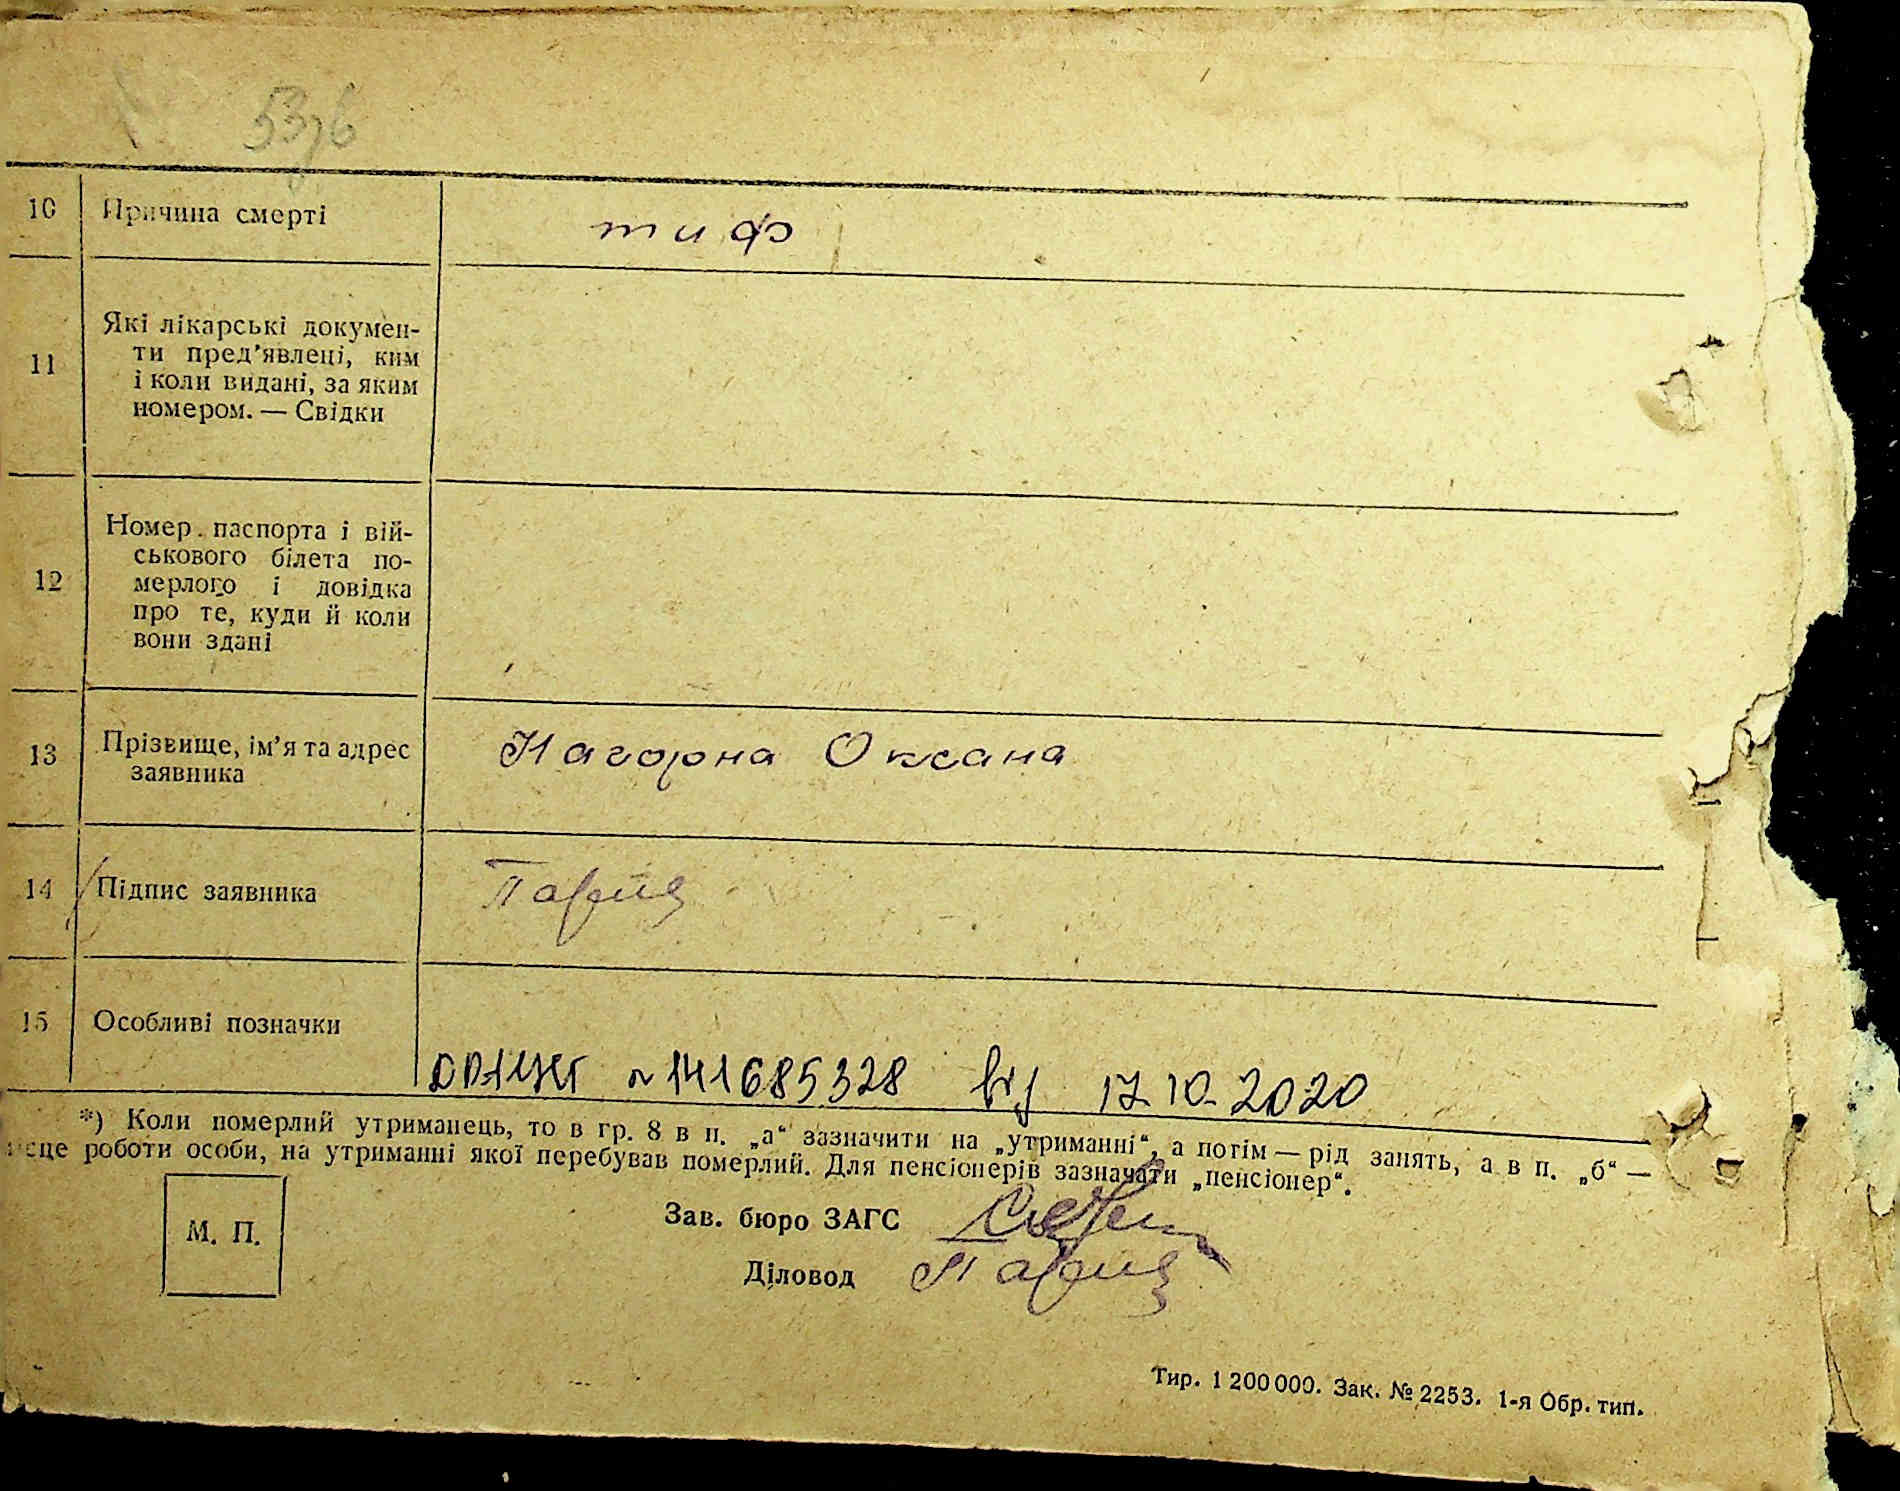 10 Причина смерті тиф
11 Які лікарські докумен-
ти пред’явлені, ким
і коли видані, за яким
номером. — Свідки
12 Номер паспорта і вій-
ськового білета по-
мерлого і довідка
про те, куди й коли
вони здані
13 Прізвище, ім’я та адрес
заявника Нагорна Оксана
14 Підпис заявника
15 Особливі позначки
№ 141685328 від 17.10.2020
*) Коли померлий утриманець, то в гр. 8 в п. „а“ зазначити на „утриманні“, а потім — рід занять, а в п. „б“ —
місце роботи особи, на утриманні якої перебував померлий. Для пенсіонерів зазначати „пенсіонер“.
М. П.
Зав. бюро ЗАГС
Діловод
Тир. 1 200 000. Зак. № 2253. 1-я Обр. тип.